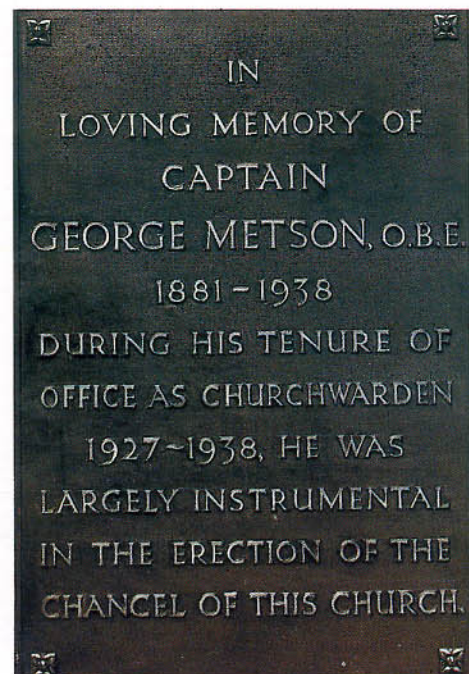 IN
LOVING MEMORY OF
CAPTAIN
GEORGE METSON, O.B.E.
1881-1938
DURING HIS TENURE OF
OFFICE AS CHURCHWARDEN
1927~1938, HE WAS
LARGELY INSTRUMENTAL
IN THE ERECTION OF THE
CHANCEL OF THIS CHURCH.